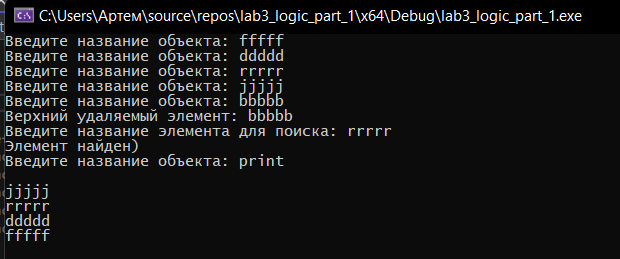 C:\Users\Артем\source\repos\lab3_logic_part_1\x64\Debug\lab3_logic_part_1.exe
Введите название объекта: fffff
Введите название объекта: ddddd
Введите название объекта: rrrrr
Введите название объекта: jjjjj
Введите название объекта: bbbbb
Верхний удаляемый элемент: bbbbb
Введите название элемента для поиска: rrrrr
Элемент найден)
Введите название объекта: print
jjjjj
rrrrr
ddddd
fffff